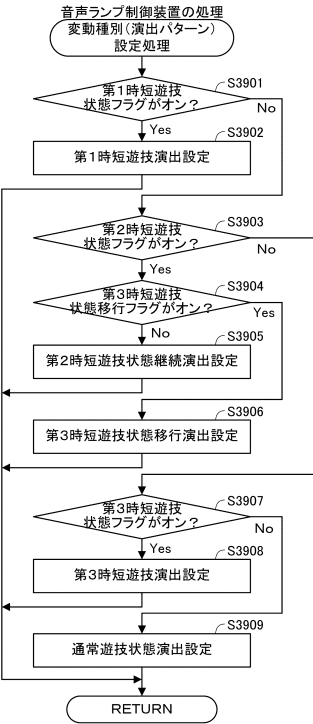 音声ランプ制御装置の処理
変動種別(演出パターン)
設定処理
第1時短遊技
状態フラグがオン?
S3901
No
Yes
S3902
第1時短遊技演出設定
第2時短遊技
状態フラグがオン?
S3903
No
Yes
第3時短遊技
状態移行フラグがオン?
S3904
Yes
No
S3905
第2時短遊技状態継続演出設定
S3906
第3時短遊技状態移行演出設定
第3時短遊技
状態フラグがオン?
S3907
No
Yes
S3908
第3時短遊技演出設定
S3909
通常遊技状態演出設定
RETURN